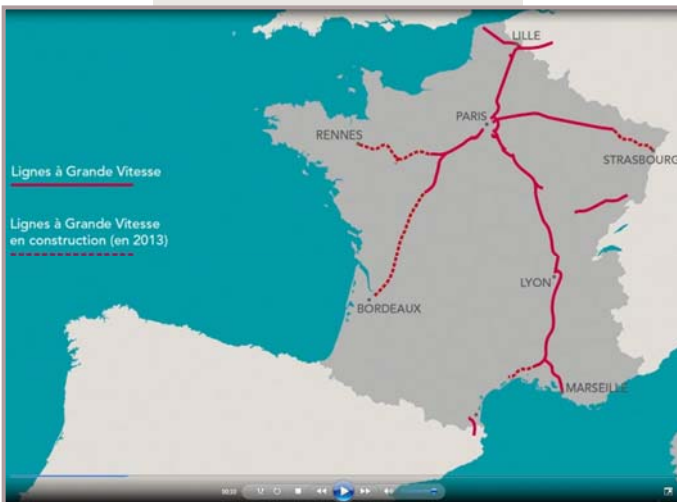 LILLE
PARIS
RENNES
STRASBOURG
Lignes à Grande Vitesse
Lignes à Grande Vitesse
en construction (en 2013)
LYON
BORDEAUX
MARSEILLE